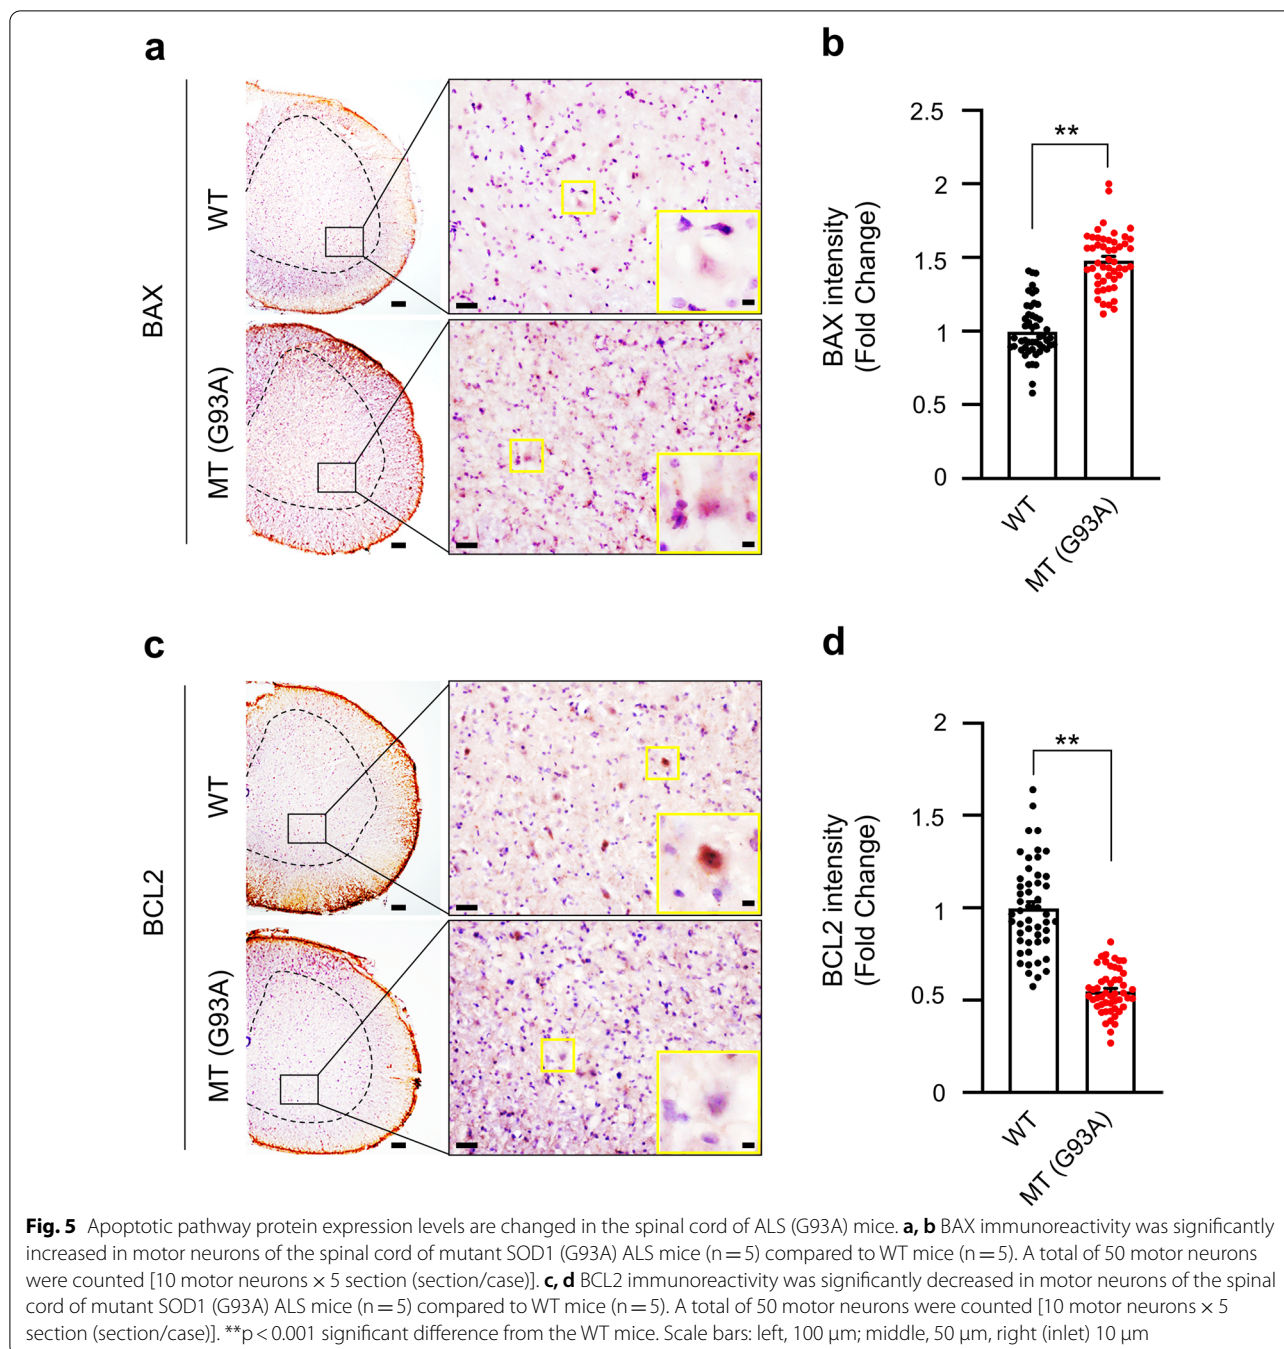 a
BAX
WT
MT (G93A)
b
BAX intensity
(Fold Change)
2.5
2
1.5
1
0.5
0
**
WT
MT (G93A)
c
BCL2
WT
MT (G93A)
d
BCL2 intensity
(Fold Change)
2
1.5
1
0.5
0
**
WT
MT (G93A)
Fig. 5 Apoptotic pathway protein expression levels are changed in the spinal cord of ALS (G93A) mice. a, b BAX immunoreactivity was significantly
increased in motor neurons of the spinal cord of mutant SOD1 (G93A) ALS mice (n = 5) compared to WT mice (n = 5). A total of 50 motor neurons
were counted [10 motor neurons × 5 section (section/case)]. c, d BCL2 immunoreactivity was significantly decreased in motor neurons of the spinal
cord of mutant SOD1 (G93A) ALS mice (n = 5) compared to WT mice (n = 5). A total of 50 motor neurons were counted [10 motor neurons × 5
section (section/case)]. **p < 0.001 significant difference from the WT mice. Scale bars: left, 100 μm; middle, 50 μm, right (inlet) 10 μm